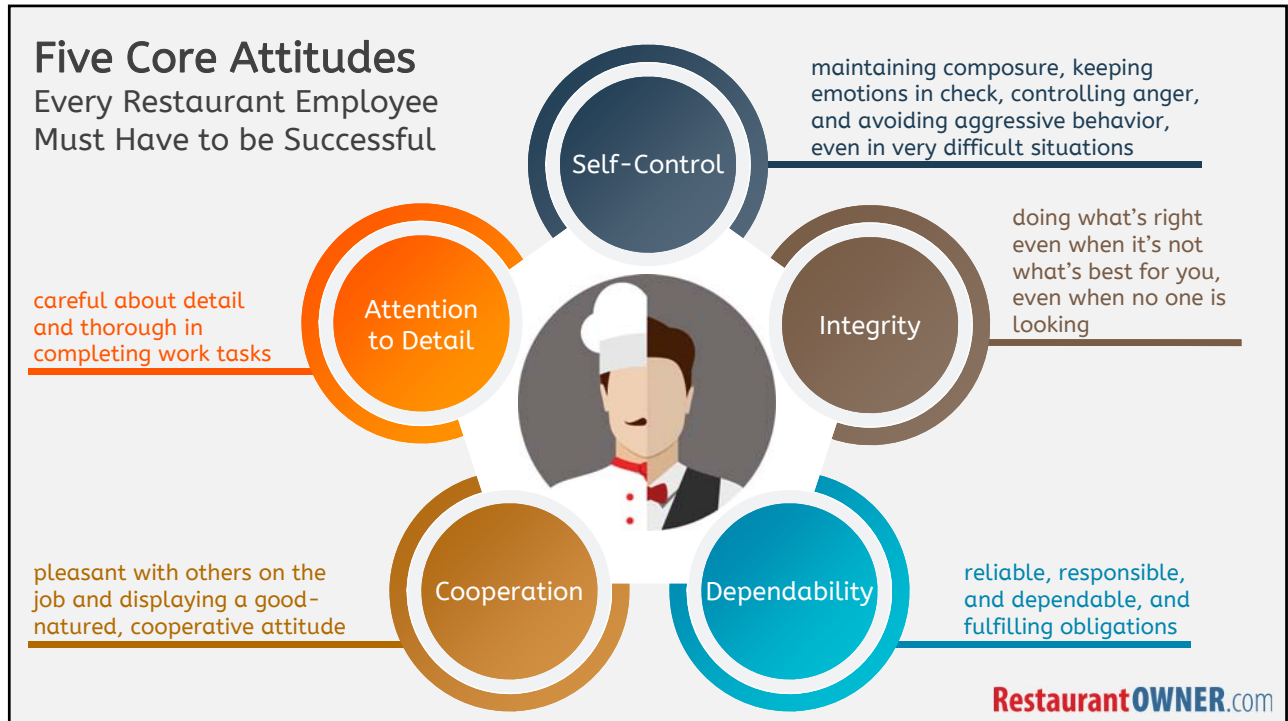 Five Core Attitudes
Every Restaurant Employee
Must Have to be Successful
Self-Control
maintaining composure, keeping
emotions in check, controlling anger,
and avoiding aggressive behavior,
even in very difficult situations
Integrity
doing what's right
even when it's not
what's best for you,
even when no one is
looking
Attention
to Detail
careful about detail
and thorough in
completing work tasks
Cooperation
pleasant with others on the
job and displaying a good-
natured, cooperative attitude
Dependability
reliable, responsible,
and dependable, and
fulfilling obligations
RestaurantOWNER.com